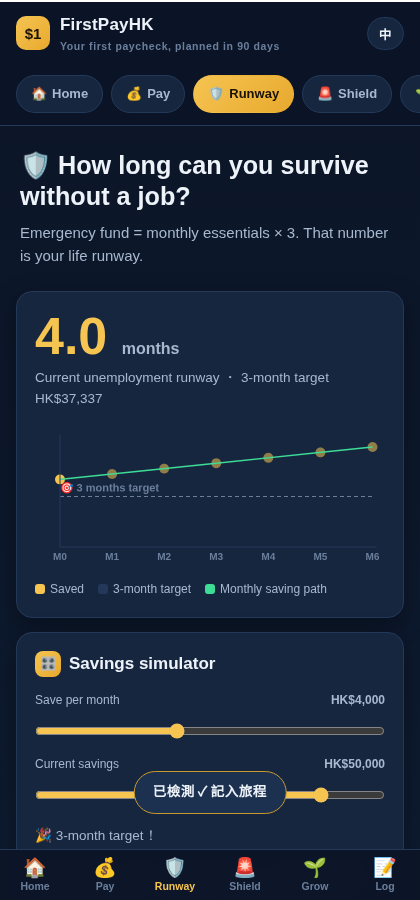 $1 FirstPayHK
Your first paycheck, planned in 90 days
中
🏠 Home 💰 Pay 🛡️ Runway 🚨 Shield 🌱
🛡️ How long can you survive
without a job?
Emergency fund = monthly essentials × 3. That number
is your life runway.
4.0 months
Current unemployment runway ・ 3-month target
HK$37,337
🎯 3 months target
M0 M1 M2 M3 M4 M5 M6
Saved 3-month target Monthly saving path
🎛️ Savings simulator
Save per month HK$4,000
Current savings HK$50,000
已檢測 ✓ 記入旅程
🎉 3-month target！
🏠 Home 💰 Pay 🛡️ Runway 🚨 Shield 🌱 Grow 📝 Log